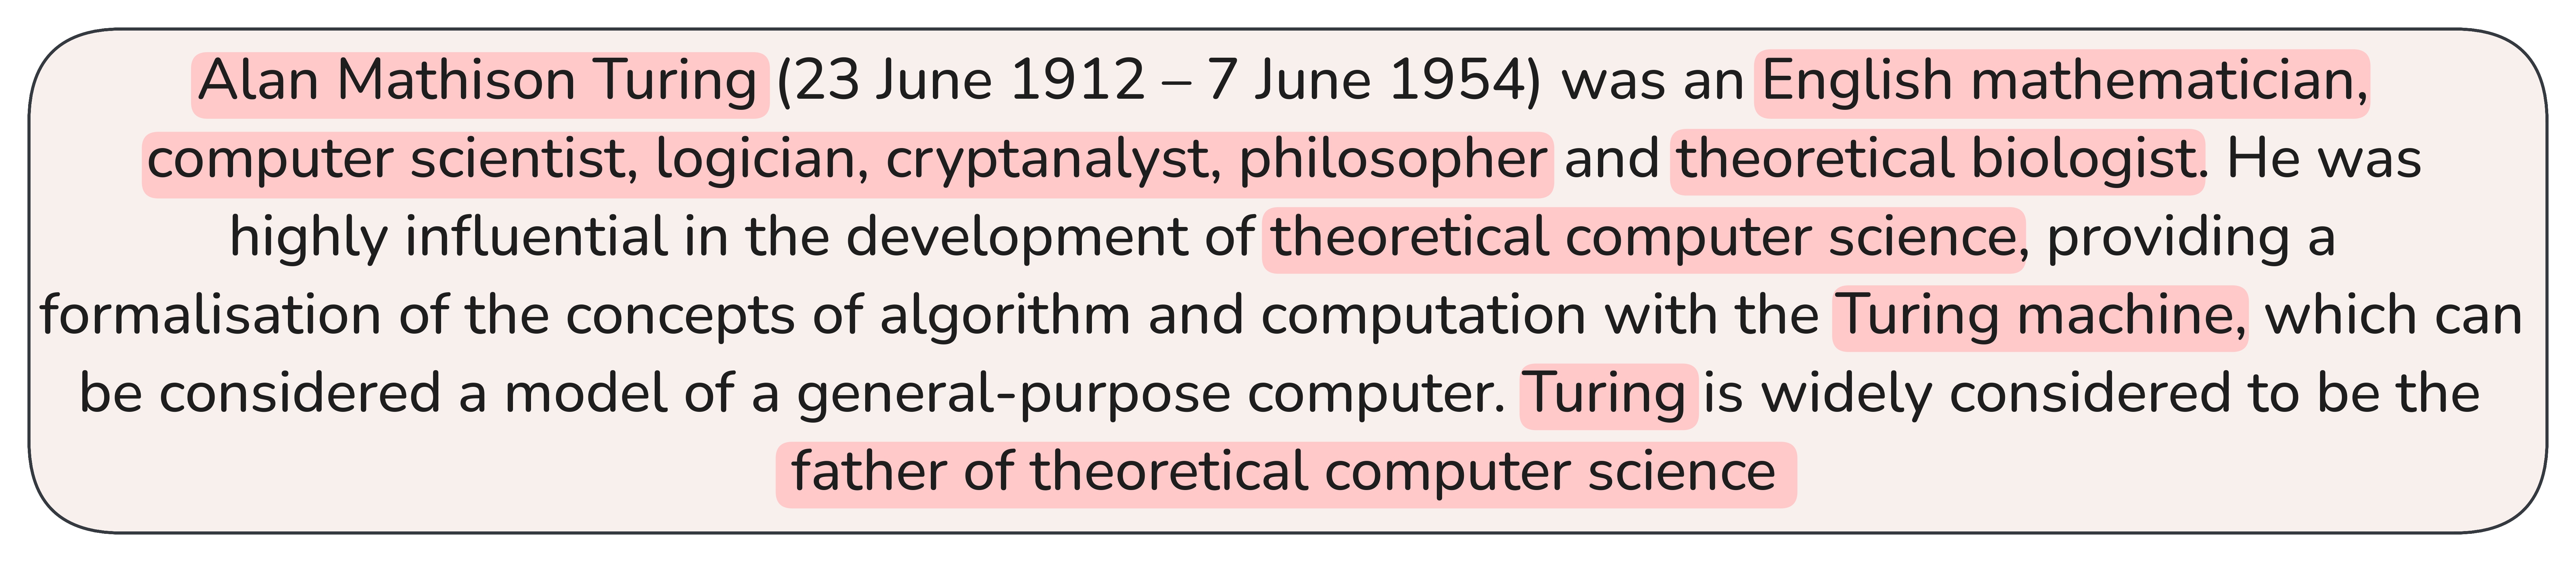 Alan Mathison Turing (23 June 1912 – 7 June 1954) was an English mathematician,
computer scientist, logician, cryptanalyst, philosopher and theoretical biologist. He was
highly influential in the development of theoretical computer science, providing a
formalisation of the concepts of algorithm and computation with the Turing machine, which can
be considered a model of a general-purpose computer. Turing is widely considered to be the
father of theoretical computer science